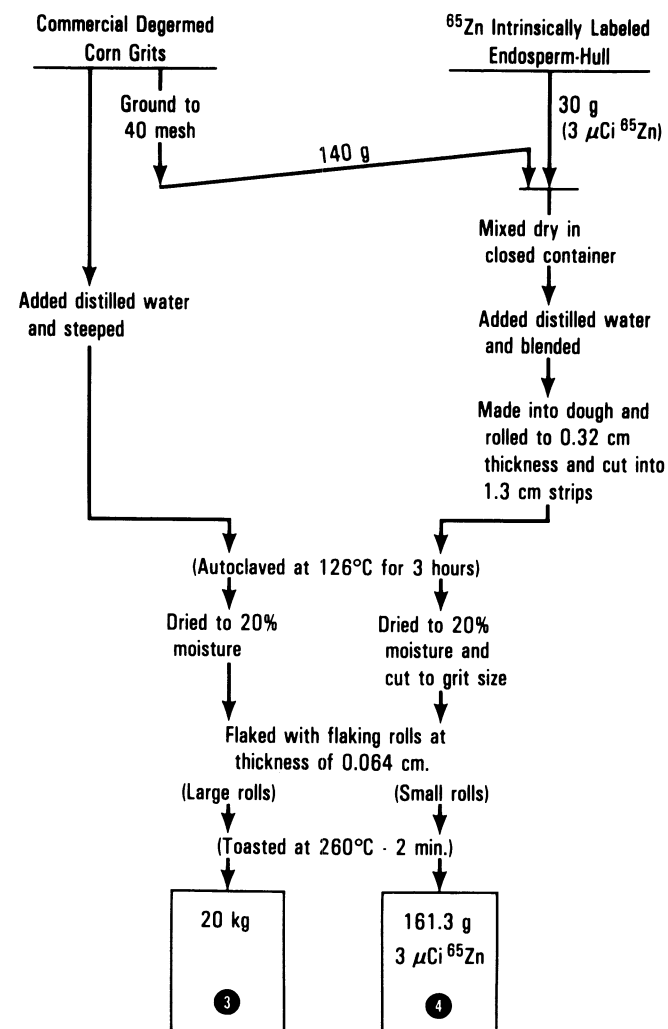 Commercial Degermed
Corn Grits
⁶⁵Zn Intrinsically Labeled
Endosperm-Hull
Ground to
40 mesh
30 g
(3 μCi ⁶⁵Zn)
140 g
Mixed dry in
closed container
Added distilled water
and steeped
Added distilled water
and blended
Made into dough and
rolled to 0.32 cm
thickness and cut into
1.3 cm strips
(Autoclaved at 126°C for 3 hours)
Dried to 20%
moisture
Dried to 20%
moisture and
cut to grit size
Flaked with flaking rolls at
thickness of 0.064 cm.
(Large rolls)
(Small rolls)
(Toasted at 260°C - 2 min.)
20 kg
161.3 g
3 μCi ⁶⁵Zn
3
4